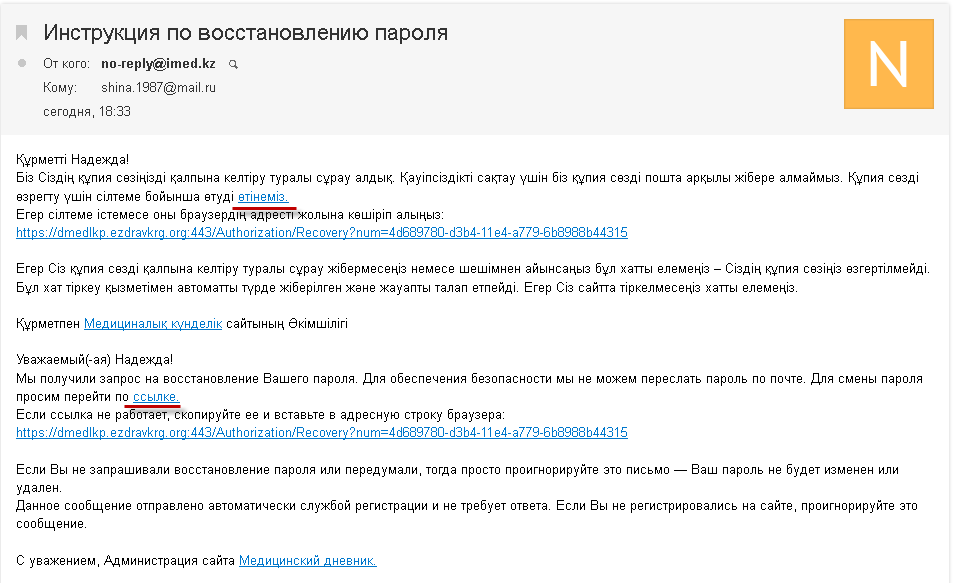 Инструкция по восстановлению пароля
N
От кого: no-reply@imed.kz
Кому: shina.1987@mail.ru
сегодня, 18:33
Құрметті Надежда!
Біз Сіздің құпия сөзіңізді қалпына келтіру туралы сұрау алдық. Қауіпсіздікті сақтау үшін біз құпия сөзді пошта арқылы жібере алмаймыз. Құпия сөзді
өзрегту үшін сілтеме бойынша өтуді өтінеміз.
Егер сілтеме істемесе оны браузердің адресті жолына көшіріп алыңыз:
https://dmedlkp.ezdravkrg.org:443/Authorization/Recovery?num=4d689780-d3b4-11e4-a779-6b8988b44315
Егер Сіз құпия сөзді қалпына келтіру туралы сұрау жібермесеңіз немесе шешімнен айынсаңыз бұл хатты елемеңіз – Сіздің құпия сөзіңіз өзгертілмейді.
Бұл хат тіркеу қызметімен автоматты түрде жіберілген және жауапты талап етпейді. Егер Сіз сайтта тіркелмесеңіз хатты елемеңіз.
Құрметпен Медициналық күнделік сайтының Әкімшілігі
Уважаемый(-ая) Надежда!
Мы получили запрос на восстановление Вашего пароля. Для обеспечения безопасности мы не можем переслать пароль по почте. Для смены пароля
просим перейти по ссылке.
Если ссылка не работает, скопируйте ее и вставьте в адресную строку браузера:
https://dmedlkp.ezdravkrg.org:443/Authorization/Recovery?num=4d689780-d3b4-11e4-a779-6b8988b44315
Если Вы не запрашивали восстановление пароля или передумали, тогда просто проигнорируйте это письмо — Ваш пароль не будет изменен или
удален.
Данное сообщение отправлено автоматически службой регистрации и не требует ответа. Если Вы не регистрировались на сайте, проигнорируйте это
сообщение.
С уважением, Администрация сайта Медицинский дневник.